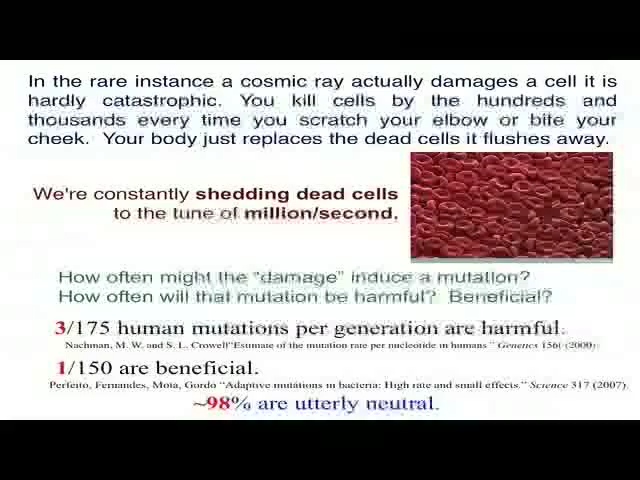 In the rare instance a cosmic ray actually damages a cell it is
hardly catastrophic. You kill cells by the hundreds and
thousands every time you scratch your elbow or bite your
cheek. Your body just replaces the dead cells it flushes away.
We're constantly shedding dead cells
to the tune of million/second.
How often might the "damage" induce a mutation?
How often will that mutation be harmful? Beneficial?
3/175 human mutations per generation are harmful.
Nachman, M. W. and S. L. Crowell "Estimate of the mutation rate per nucleotide in humans." Genetics 156 (2000)
1/150 are beneficial.
Perfeito, Fernandes, Mota, Gordo "Adaptive mutations in bacteria: High rate and small effects." Science 317 (2007).
~98% are utterly neutral.